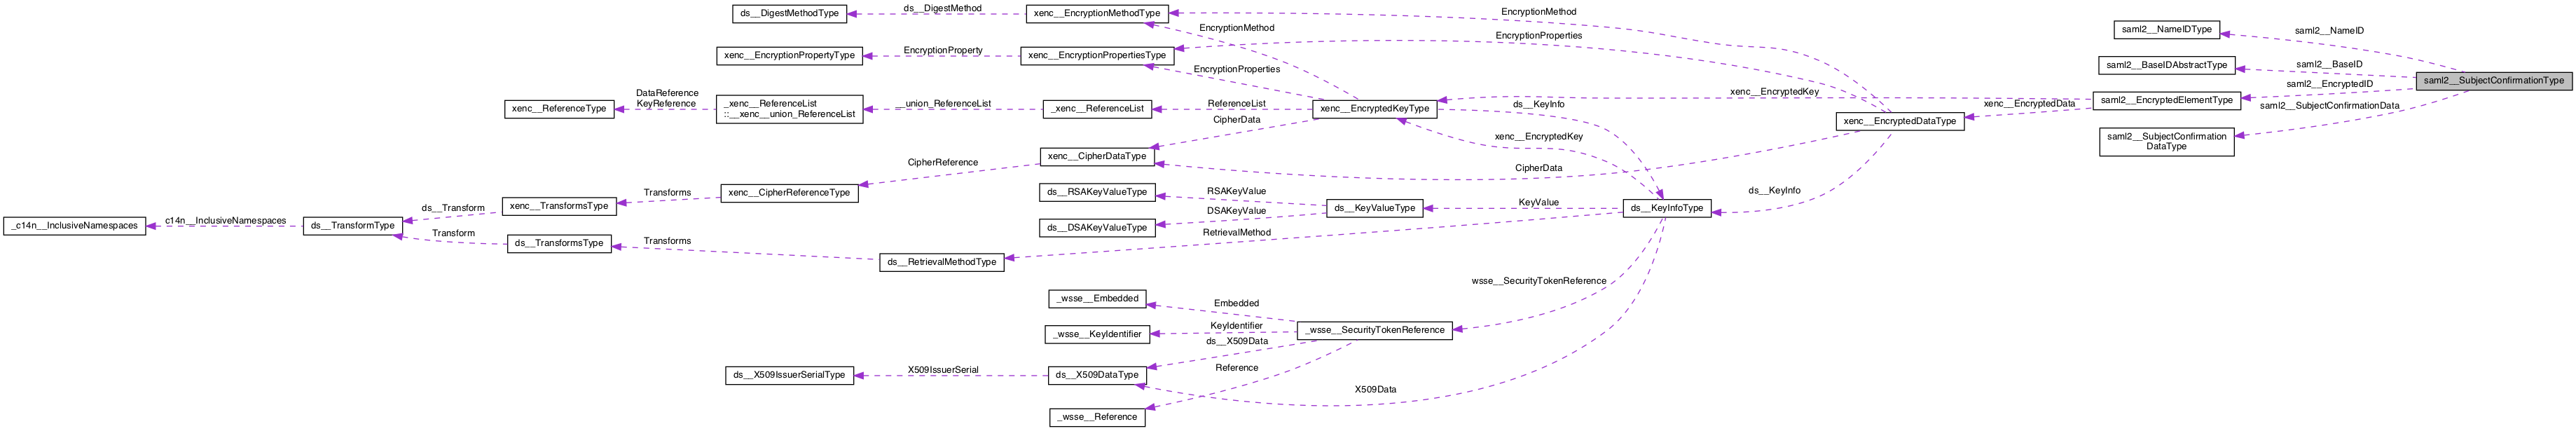 ds__DigestMethodType
ds__DigestMethod
xenc__EncryptionMethodType
EncryptionMethod
EncryptionMethod
saml2__NameIDType
saml2__NameID
xenc__EncryptionPropertyType
EncryptionProperty
xenc__EncryptionPropertiesType
EncryptionProperties
EncryptionProperties
saml2__BaseIDAbstractType
saml2__BaseID
saml2__SubjectConfirmationType
xenc__ReferenceType
DataReference
KeyReference
_xenc__ReferenceList
::__xenc__union_ReferenceList
__union_ReferenceList
_xenc__ReferenceList
ReferenceList
xenc__EncryptedKeyType
ds__KeyInfo
xenc__EncryptedKey
saml2__EncryptedElementType
saml2__EncryptedID
CipherData
xenc__EncryptedKey
xenc__EncryptedDataType
xenc__EncryptedData
saml2__SubjectConfirmationData
saml2__SubjectConfirmation
DataType
xenc__CipherDataType
CipherReference
CipherData
xenc__CipherReferenceType
Transforms
xenc__TransformsType
ds__Transform
ds__RSAKeyValueType
RSAKeyValue
ds__KeyInfo
_c14n__InclusiveNamespaces
c14n__InclusiveNamespaces
ds__TransformType
Transform
ds__DSAKeyValueType
DSAKeyValue
ds__KeyValueType
KeyValue
ds__KeyInfoType
ds__TransformsType
Transforms
ds__RetrievalMethodType
RetrievalMethod
wsse__SecurityTokenReference
_wsse__Embedded
Embedded
_wsse__KeyIdentifier
KeyIdentifier
_wsse__SecurityTokenReference
ds__X509Data
ds__X509IssuerSerialType
X509IssuerSerial
ds__X509DataType
Reference
X509Data
_wsse__Reference